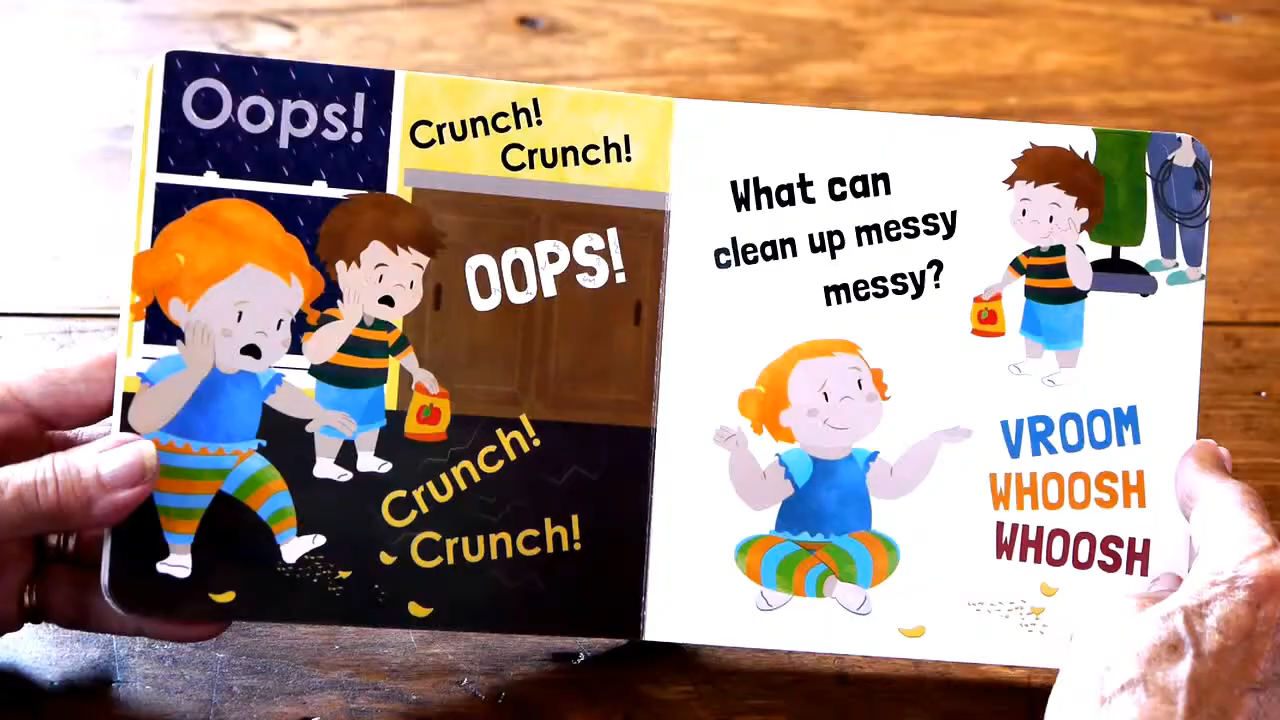 Oops!
Crunch!
Crunch!
OOPS!
Crunch!
Crunch!
What can
clean up messy
messy?
VROOM
WHOOSH
WHOOSH